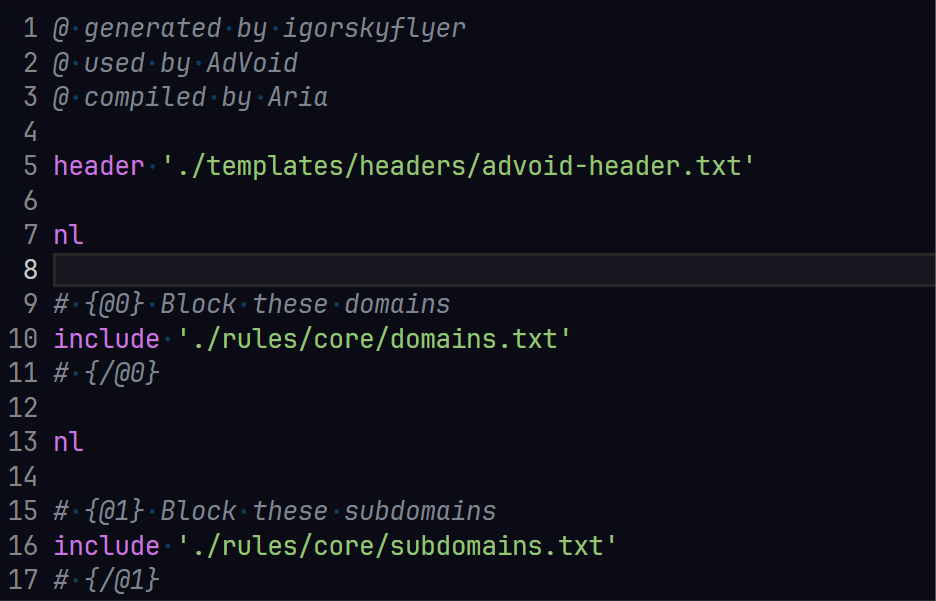 1 @ generated by igorskyflyer
2 @ used by AdVoid
3 @ compiled by Aria
4
5 header './templates/headers/advoid-header.txt'
6
7 nl
8
9 # {@0} Block these domains
10 include './rules/core/domains.txt'
11 # {/@0}
12
13 nl
14
15 # {@1} Block these subdomains
16 include './rules/core/subdomains.txt'
17 # {/@1}